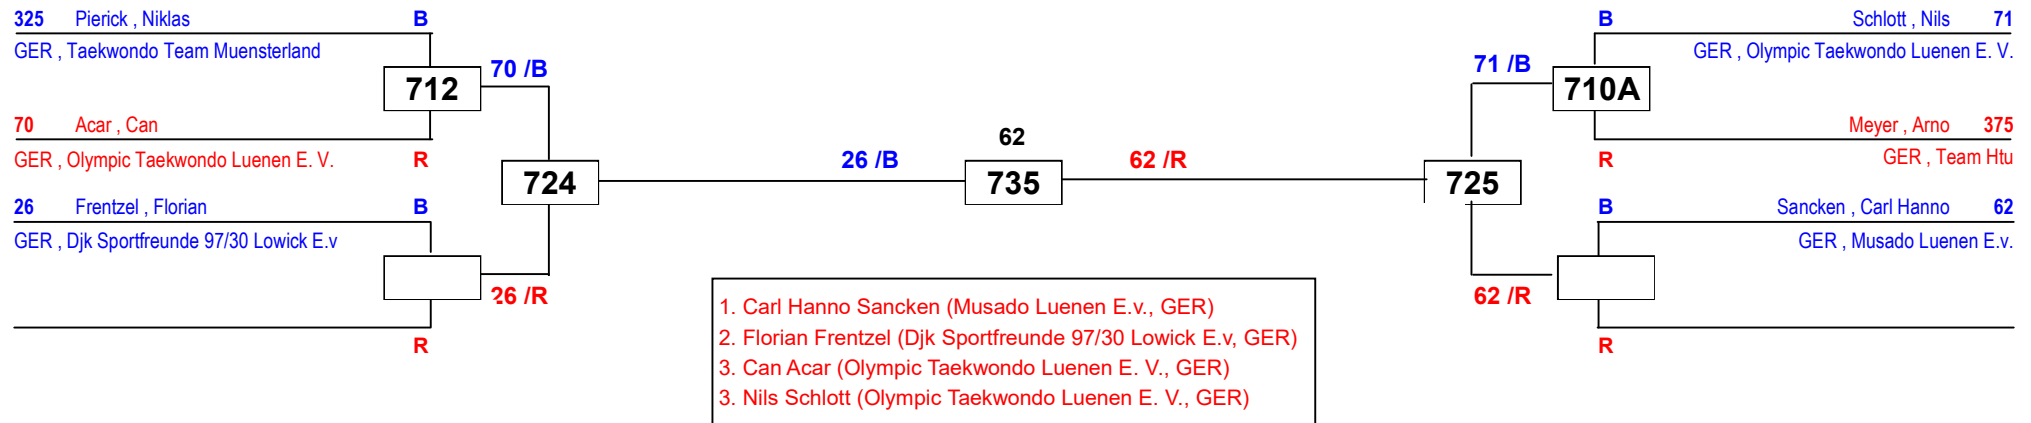 325 Pierick , Niklas B
GER , Taekwondo Team Muensterland
712
70 /B
70 Acar , Can
GER , Olympic Taekwondo Luenen E. V. R
724
26 Frentzel , Florian B
GER , Djk Sportfreunde 97/30 Lowick E.v
26 /R
R
26 /B
62
735
62 /R
B Schlott , Nils 71
GER , Olympic Taekwondo Luenen E. V.
71 /B
710A
Meyer , Arno 375
R GER , Team Htu
725
B Sancken , Carl Hanno 62
GER , Musado Luenen E.v.
62 /R
R
1. Carl Hanno Sancken (Musado Luenen E.v., GER)
2. Florian Frentzel (Djk Sportfreunde 97/30 Lowick E.v, GER)
3. Can Acar (Olympic Taekwondo Luenen E. V., GER)
3. Nils Schlott (Olympic Taekwondo Luenen E. V., GER)